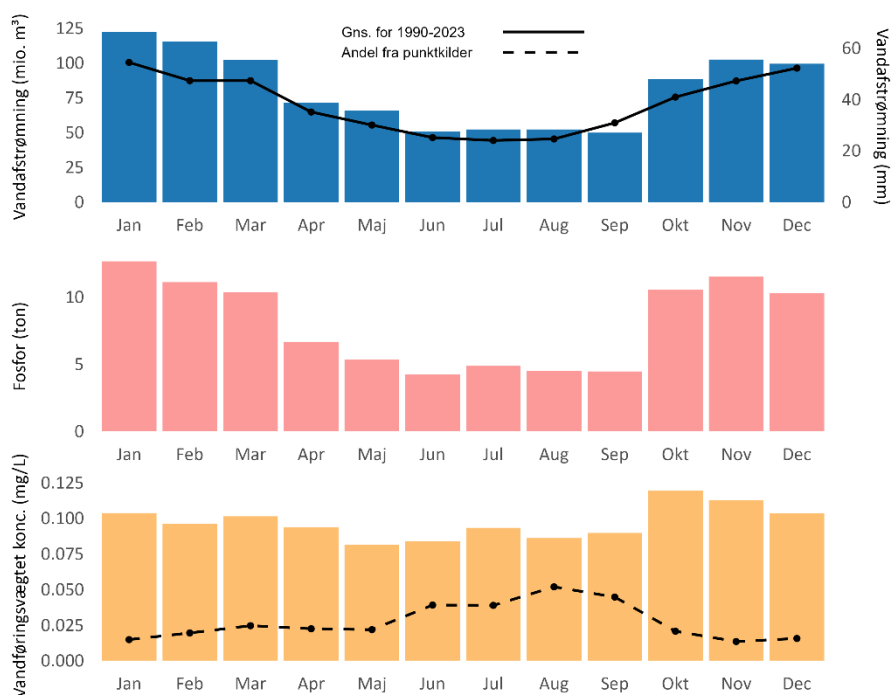 Gns. for 1990-2023
Andel fra punktkilder
Vandafstrømning (mio. m³)
125
100
75
50
25
0
Vandafstrømning (mm)
60
40
20
0
Jan Feb Mar Apr Maj Jun Jul Aug Sep Okt Nov Dec
Fosfor (ton)
10
5
0
Jan Feb Mar Apr Maj Jun Jul Aug Sep Okt Nov Dec
Vandføringsvægtet konc. (mg/L)
0.125
0.100
0.075
0.050
0.025
0.000
Jan Feb Mar Apr Maj Jun Jul Aug Sep Okt Nov Dec